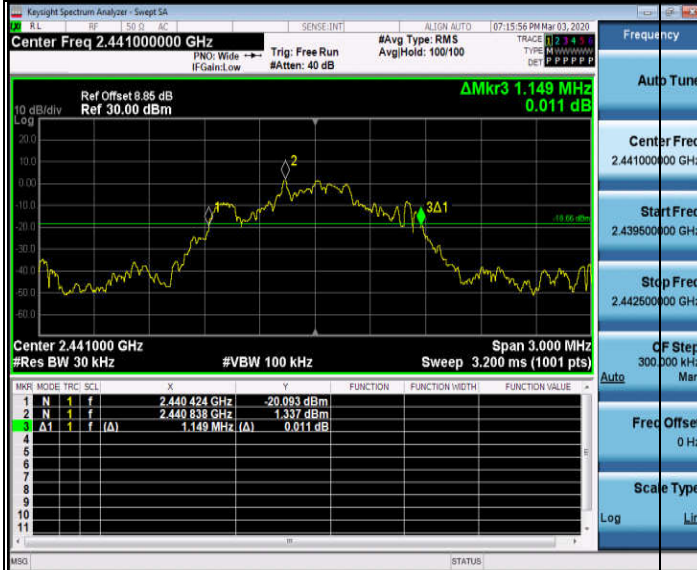 Keysight Spectrum Analyzer - Swept SA
RL RF 50 Ω AC SENSE:INT ALIGN AUTO 07:15:56 PM Mar 03, 2020
Center Freq 2.441000000 GHz
PNO: Wide
IFGain:Low
Trig: Free Run
#Atten: 40 dB
#Avg Type: RMS
Avg|Hold: 100/100
TRACE 1 2 3 4 5 6
TYPE M W W W W W
DET P P P P P P
ΔMkr3 1.149 MHz
0.011 dB
Ref Offset 8.85 dB
10 dB/div Ref 30.00 dBm
Log
20.0
10.0
0.00
-10.0
-20.0
-30.0
-40.0
-50.0
-60.0
1
2
3Δ1
Center 2.441000 GHz Span 3.000 MHz
#Res BW 30 kHz #VBW 100 kHz Sweep 3.200 ms (1001 pts)
MKR MODE TRC SCL X Y FUNCTION FUNCTION WIDTH FUNCTION VALUE
1 N 1 f 2.440 424 GHz -20.093 dBm
2 N 1 f 2.440 838 GHz 1.337 dBm
3 Δ1 1 f (Δ) 1.149 MHz (Δ) 0.011 dB
4
5
6
7
8
9
10
11
MSG STATUS
Frequency
Auto Tune
Center Freq
2.441000000 GHz
Start Freq
2.439500000 GHz
Stop Freq
2.442500000 GHz
CF Step
300.000 kHz
Auto Man
Freq Offset
0 Hz
Scale Type
Log Lin